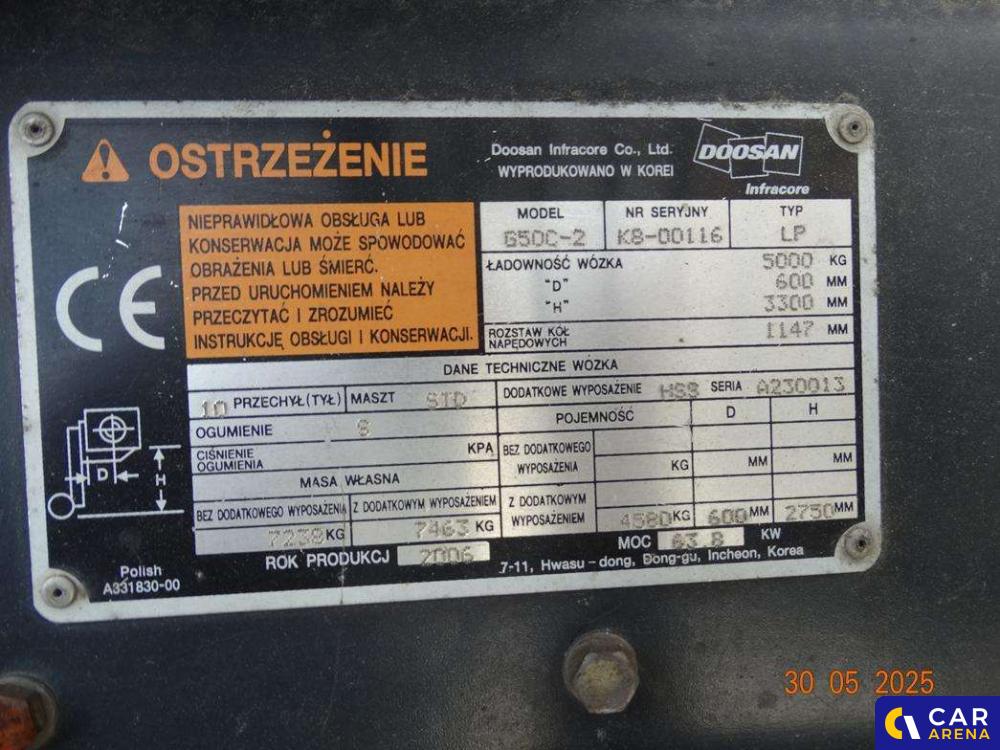 OSTRZEŻENIE
Doosan Infracore Co., Ltd.
WYPRODUKOWANO W KOREI
DOOSAN
Infracore
NIEPRAWIDŁOWA OBSŁUGA LUB
KONSERWACJA MOŻE SPOWODOWAĆ
OBRAŻENIA LUB ŚMIERĆ.
PRZED URUCHOMIENIEM NALEŻY
PRZECZYTAĆ I ZROZUMIEĆ
INSTRUKCJĘ OBSŁUGI I KONSERWACJI.
MODEL NR SERYJNY TYP
G50C-2 K8-00116 LP
ŁADOWNOŚĆ WÓZKA 5000 KG
"D" 600 MM
"H" 3300 MM
ROZSTAW KÓŁ
NAPĘDOWYCH 1147 MM
CE
DANE TECHNICZNE WÓZKA
10 PRZECHYŁ(TYŁ) MASZT STD DODATKOWE WYPOSAŻENIE HSS SERIA A230013
OGUMIENIE S
POJEMNOŚĆ D H
CIŚNIENIE
OGUMIENIA KPA
BEZ DODATKOWEGO
WYPOSAŻENIA KG MM MM
MASA WŁASNA
BEZ DODATKOWEGO WYPOSAŻENIA Z DODATKOWYM WYPOSAŻENIEM
7239 KG 7463 KG
Z DODATKOWYM
WYPOSAŻENIEM 4580 KG 600 MM 2750 MM
ROK PRODUKCJ 2006
MOC 63.8 KW
7-11, Hwasu-dong, Dong-gu, Incheon, Korea
D
H
Polish
A331830-00
30 05 2025
CAR
ARENA